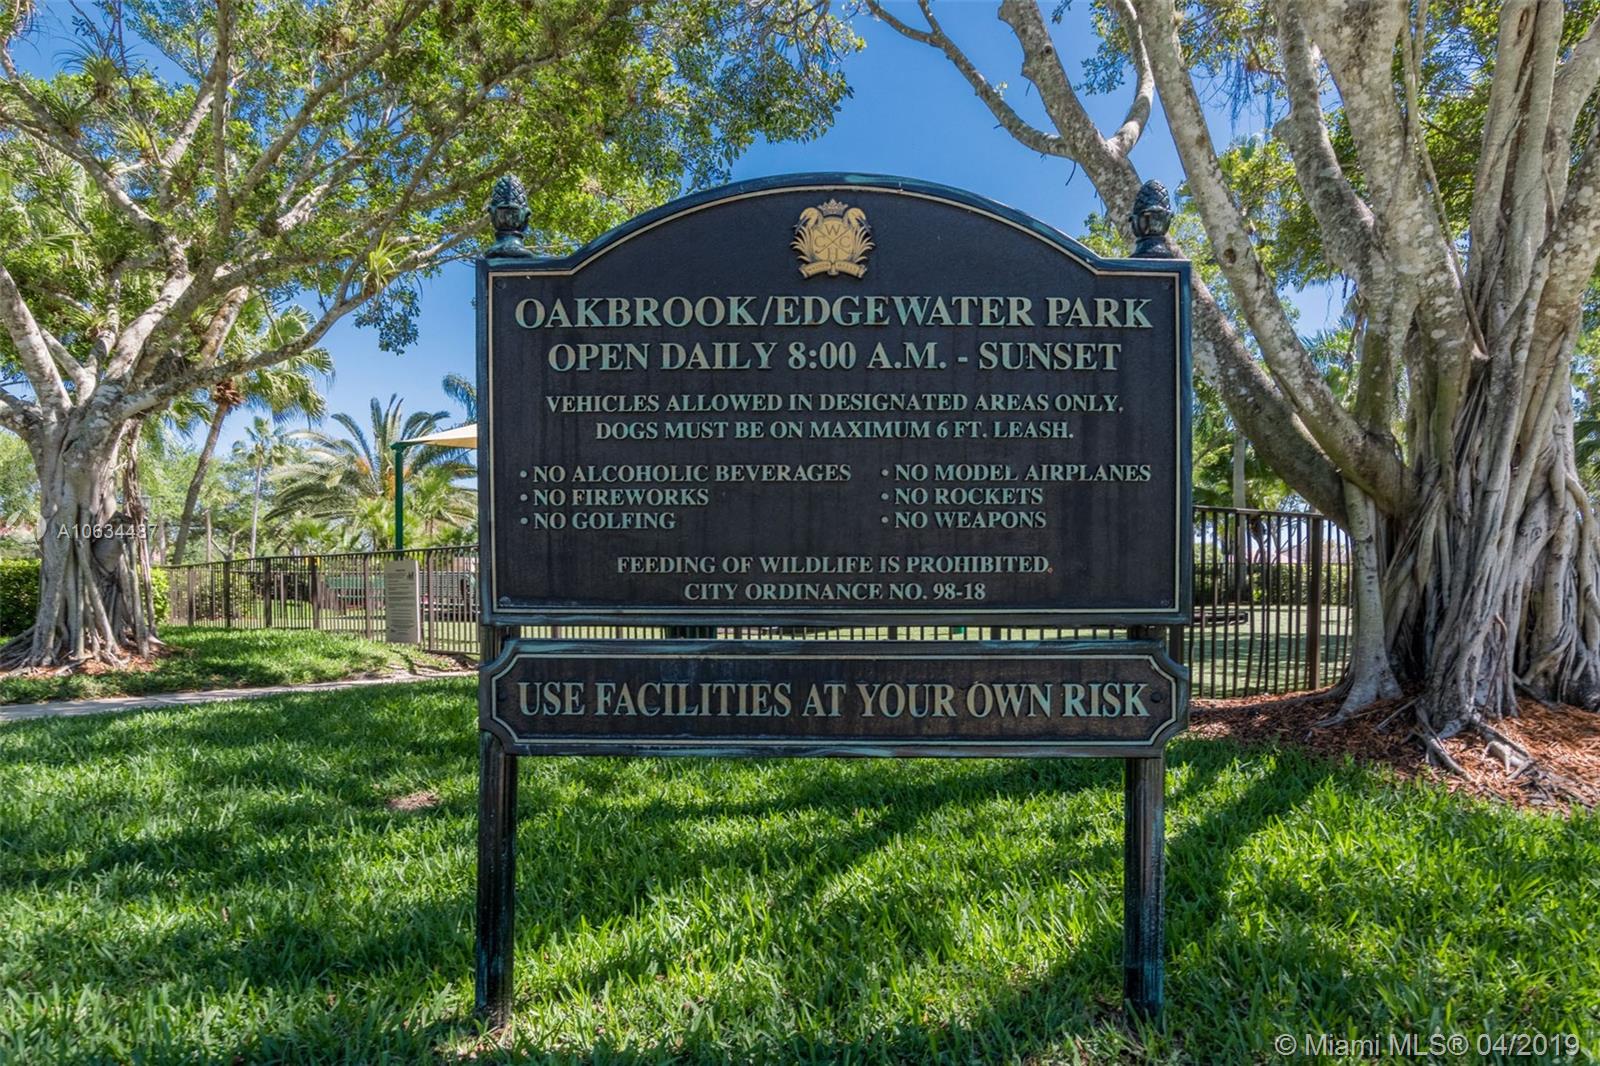 OAKBROOK/EDGEWATER PARK
OPEN DAILY 8:00 A.M. - SUNSET
VEHICLES ALLOWED IN DESIGNATED AREAS ONLY.
DOGS MUST BE ON MAXIMUM 6 FT. LEASH.
• NO ALCOHOLIC BEVERAGES
• NO FIREWORKS
• NO GOLFING
• NO MODEL AIRPLANES
• NO ROCKETS
• NO WEAPONS
FEEDING OF WILDLIFE IS PROHIBITED.
CITY ORDINANCE NO. 98-18
USE FACILITIES AT YOUR OWN RISK
A10634487
©Miami MLS® 04/2019